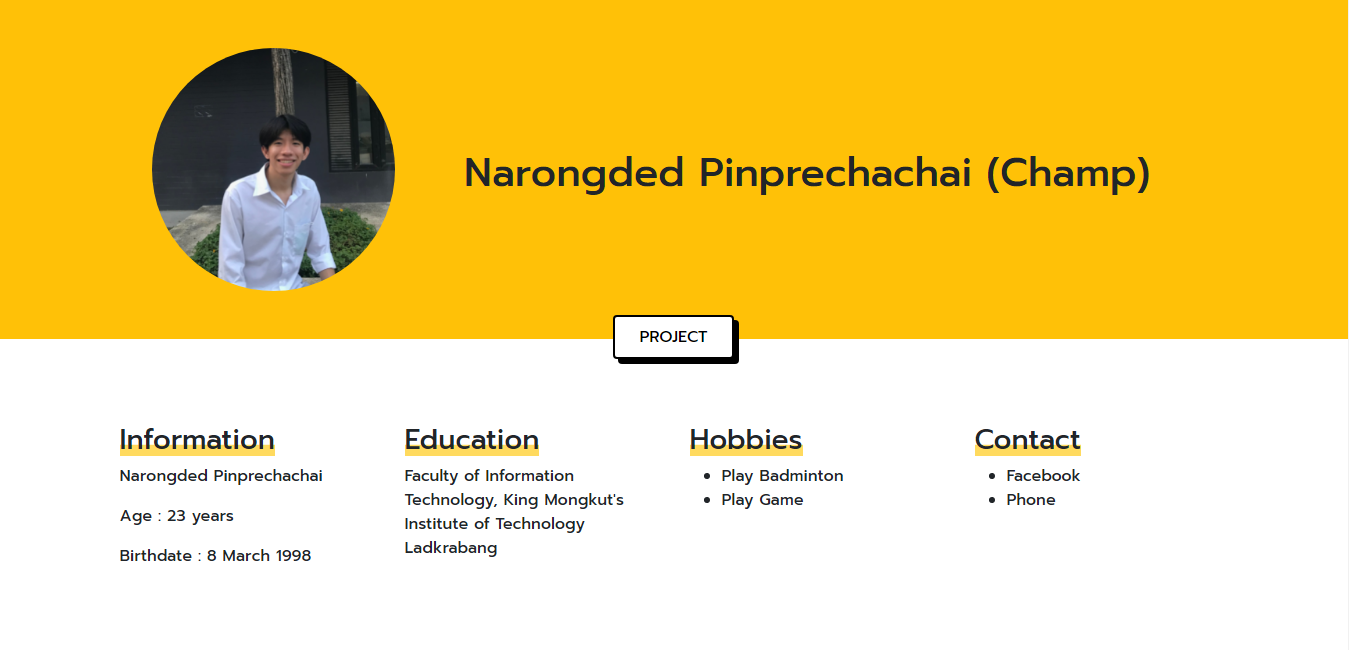 Narongded Pinprechachai (Champ)
PROJECT
Information
Narongded Pinprechachai
Age : 23 years
Birthdate : 8 March 1998
Education
Faculty of Information
Technology, King Mongkut's
Institute of Technology
Ladkrabang
Hobbies
Play Badminton
Play Game
Contact
Facebook
Phone